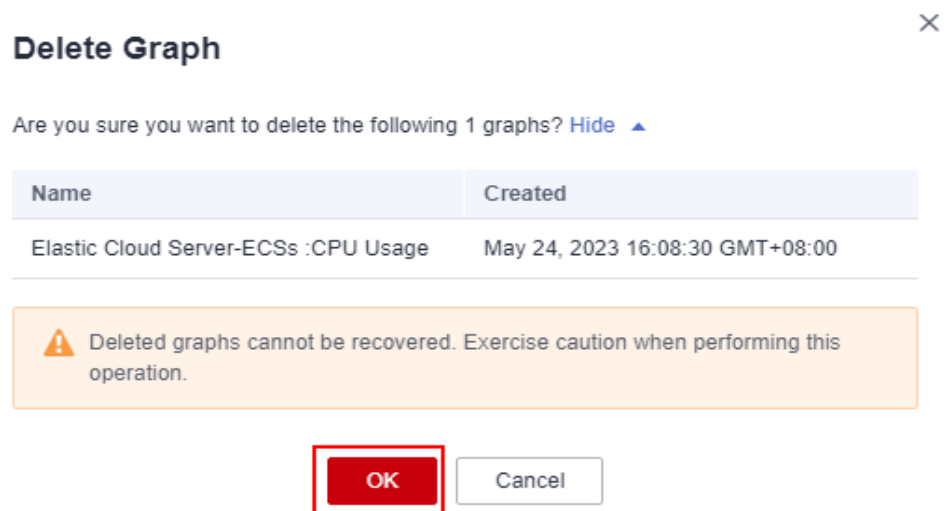 Delete Graph
Are you sure you want to delete the following 1 graphs? Hide
Name Created
Elastic Cloud Server-ECSs :CPU Usage May 24, 2023 16:08:30 GMT+08:00
Deleted graphs cannot be recovered. Exercise caution when performing this
operation.
OK Cancel